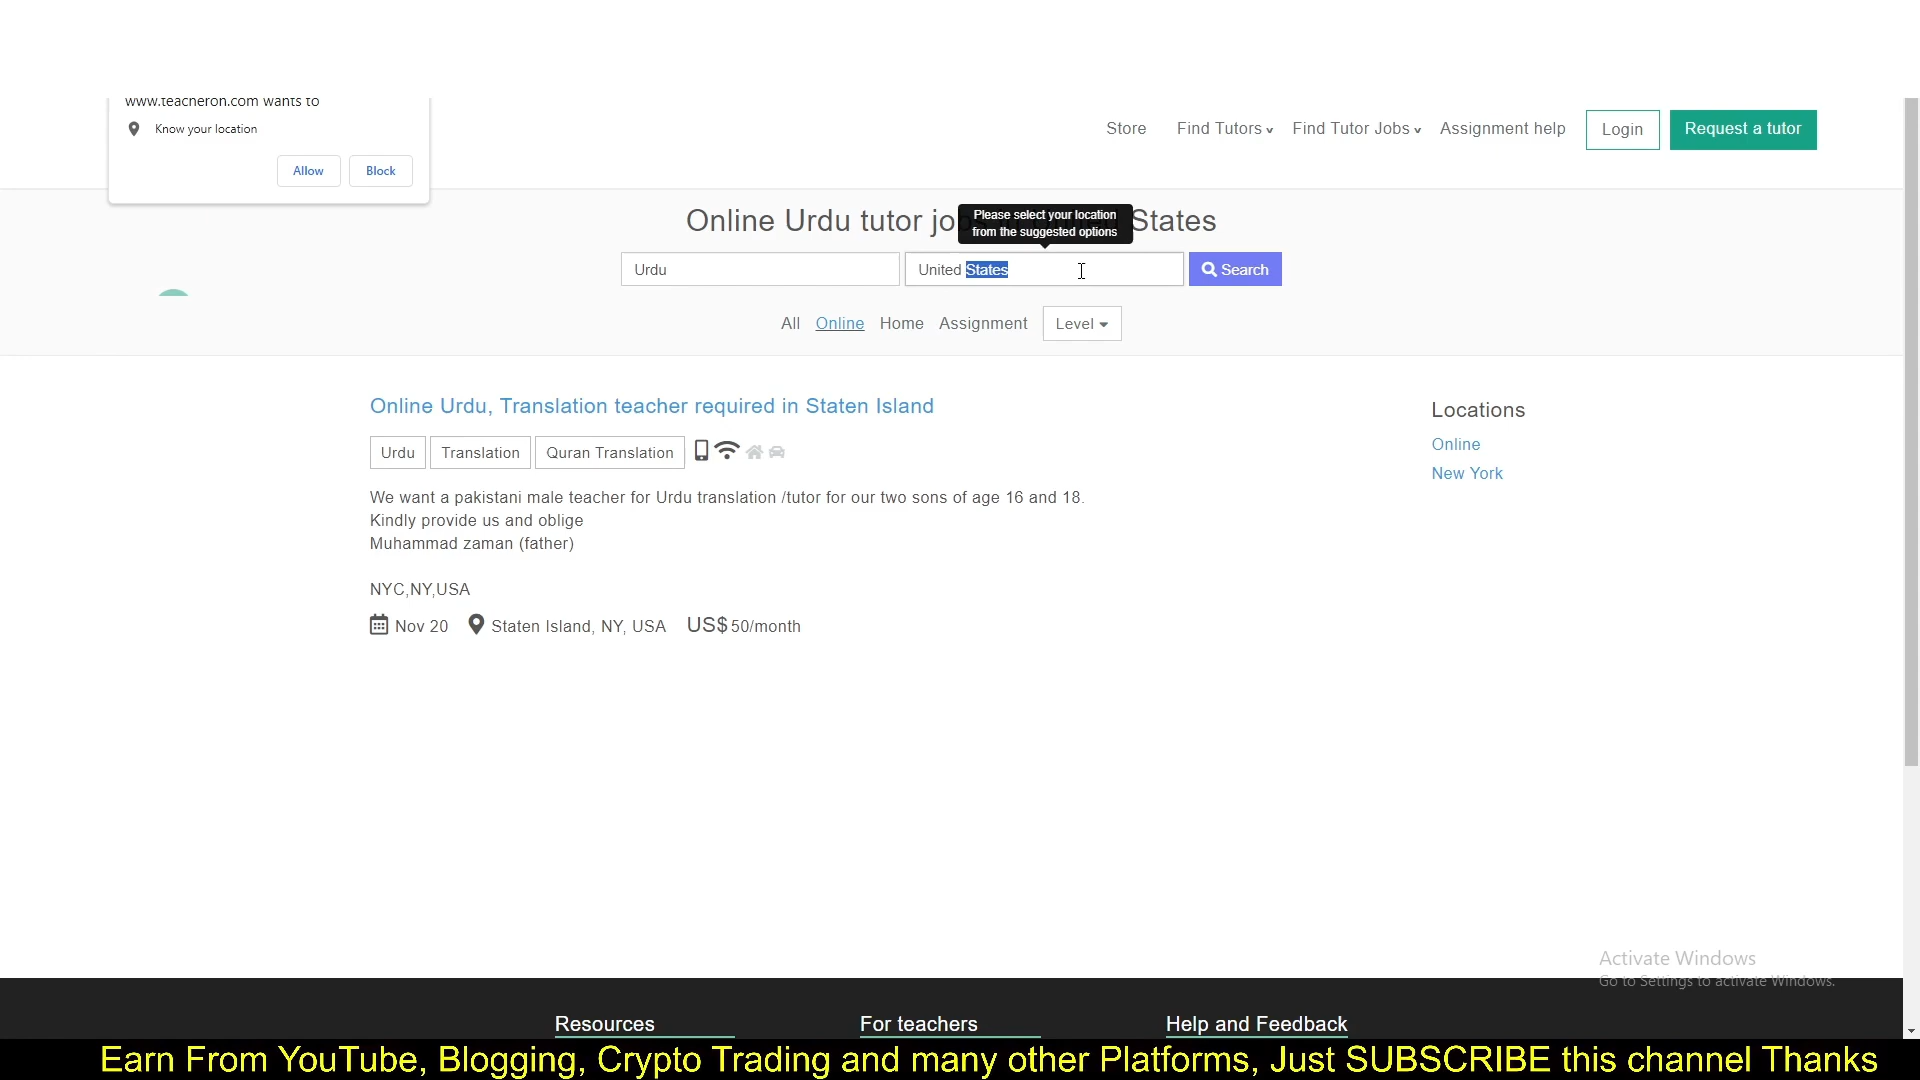 www.teacheron.com wants to
Know your location
Allow Block
Store Find Tutors Find Tutor Jobs Assignment help Login Request a tutor
Online Urdu tutor jo States
Please select your location
from the suggested options
Urdu United States Search
All Online Home Assignment Level
Online Urdu, Translation teacher required in Staten Island
Urdu Translation Quran Translation
We want a pakistani male teacher for Urdu translation /tutor for our two sons of age 16 and 18.
Kindly provide us and oblige
Muhammad zaman (father)
NYC,NY,USA
Nov 20 Staten Island, NY, USA US$ 50/month
Locations
Online
New York
Activate Windows
Go to Settings to activate Windows.
Resources For teachers Help and Feedback
Earn From YouTube, Blogging, Crypto Trading and many other Platforms, Just SUBSCRIBE this channel Thanks